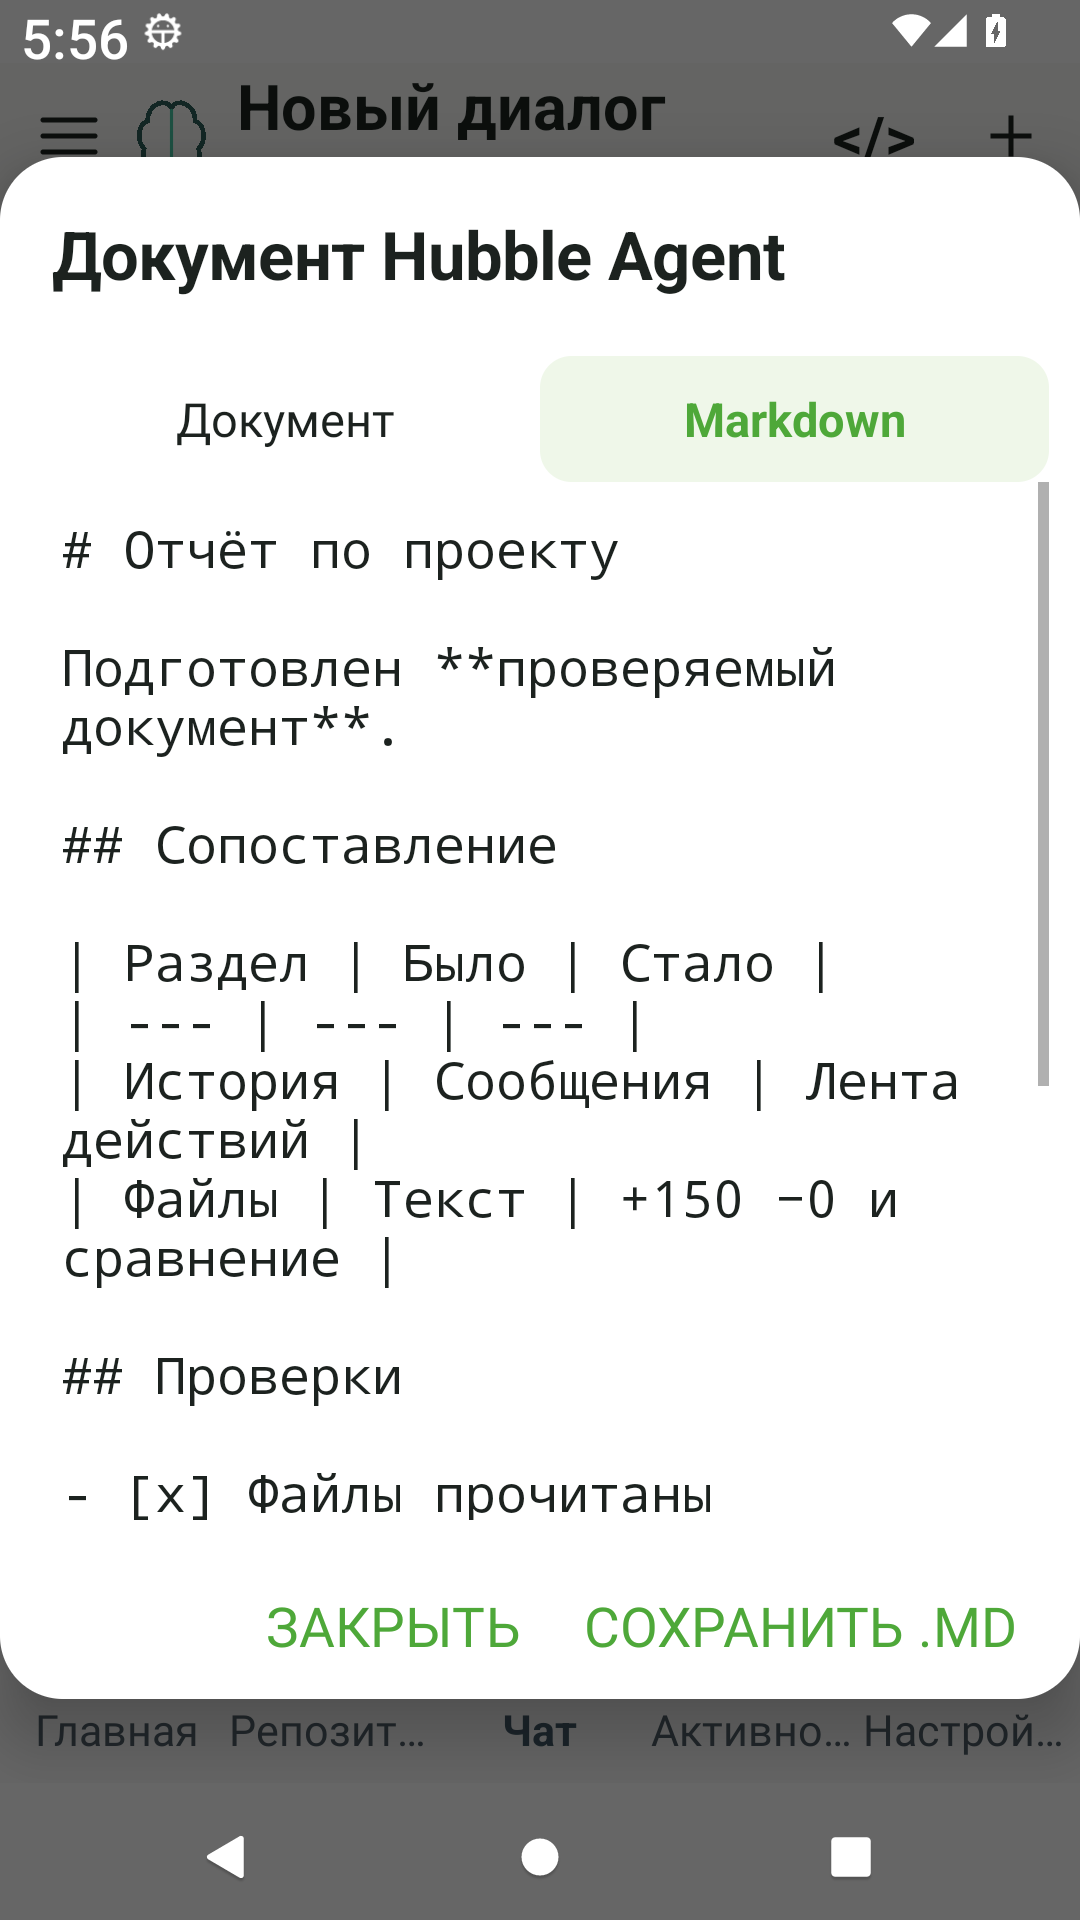 5:56
Новый диалог
</>
Документ Hubble Agent
Документ
Markdown
# Отчёт по проекту
Подготовлен **проверяемый
документ**.
## Сопоставление
| Раздел | Было | Стало |
| --- | --- | --- |
| История | Сообщения | Лента
действий |
| Файлы | Текст | +150 −0 и
сравнение |
## Проверки
- [x] Файлы прочитаны
ЗАКРЫТЬ
СОХРАНИТЬ .MD
Главная
Репозит…
Чат
Активно…
Настрой…